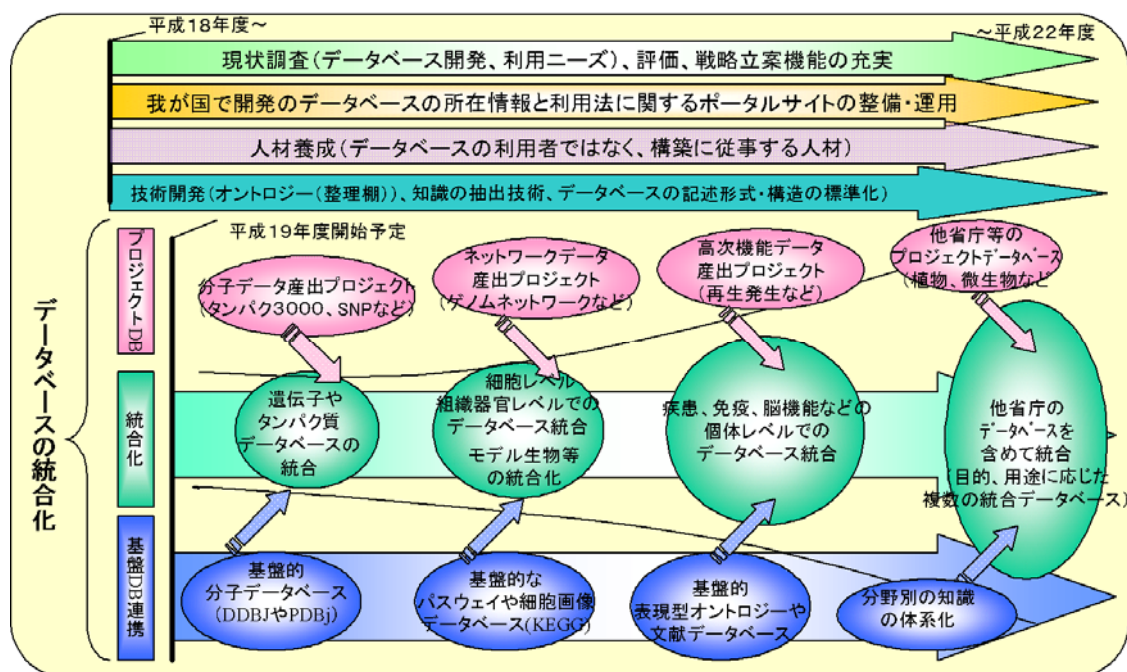 平成18年度～
～平成22年度
現状調査(データベース開発、利用ニーズ)、評価、戦略立案機能の充実
我が国で開発のデータベースの所在情報と利用法に関するポータルサイトの整備・運用
人材養成(データベースの利用者ではなく、構築に従事する人材)
技術開発(オントロジー(整理棚))、知識の抽出技術、データベースの記述形式・構造の標準化)
平成19年度開始予定
データベースの統合化
プロジェクトDB
分子データ産出プロジェクト
(タンパク3000、SNPなど)
ネットワークデータ
産出プロジェクト
(ゲノムネットワークなど)
高次機能データ
産出プロジェクト
(再生発生など)
他省庁等の
プロジェクトデータベース
(植物、微生物など
統合化
遺伝子や
タンパク質
データベースの
統合
細胞レベル
組織器官レベルでの
データベース統合
モデル生物等
の統合化
疾患、免疫、脳機能などの
個体レベルでの
データベース統合
他省庁の
データベースを
含めて統合
(目的、用途に応じた
複数の統合データベース)
基盤DB連携
基盤的
分子データベース
(DDBJやPDBj)
基盤的な
パスウェイや細胞画像
データベース(KEGG)
基盤的
表現型オントロジーや
文献データベース
分野別の知識
の体系化